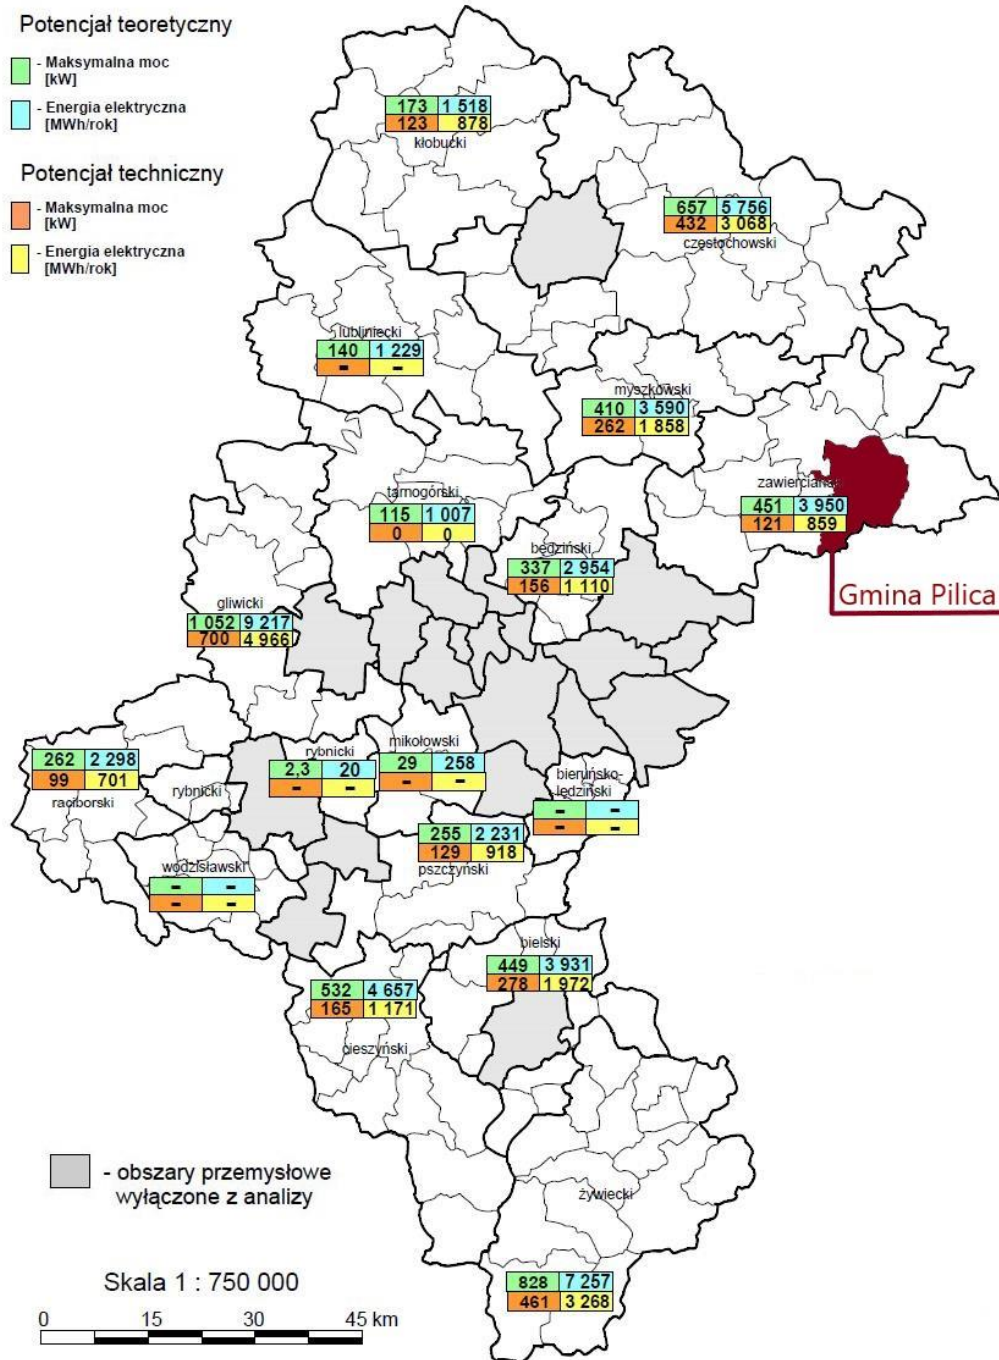 Potencjał teoretyczny
- Maksymalna moc
[kW]
- Energia elektryczna
[MWh/rok]
Potencjał techniczny
- Maksymalna moc
[kW]
- Energia elektryczna
[MWh/rok]
173 1 518
123 878
kłobucki
657 5 756
432 3 068
częstochowski
lubliniecki
140 1 229
- -
myszkowski
410 3 590
262 1 858
zawierciański
451 3 950
121 859
tarnogórski
115 1 007
0 0
będziński
337 2 954
156 1 110
Gmina Pilica
gliwicki
1 052 9 217
700 4 966
262 2 298
99 701
raciborski
rybnicki
rybnicki
2,3 20
- -
mikołowski
29 258
- -
bieruńsko-
lędziński
- -
- -
255 2 231
129 918
pszczyński
wodzisławski
- -
- -
bielski
449 3 931
278 1 972
532 4 657
165 1 171
cieszyński
żywiecki
828 7 257
461 3 268
- obszary przemysłowe
wyłączone z analizy
Skala 1 : 750 000
0 15 30 45 km